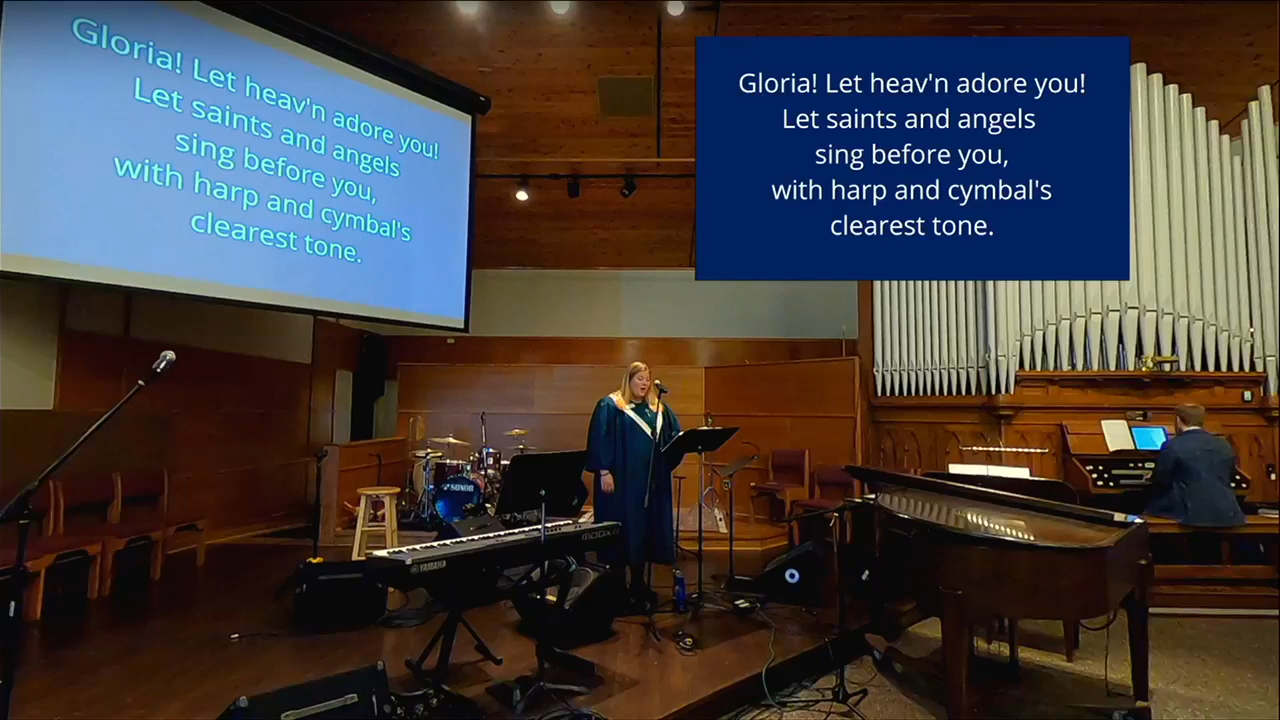 Gloria! Let heav'n adore you!
Let saints and angels
sing before you,
with harp and cymbal's
clearest tone.
Gloria! Let heav'n adore you!
Let saints and angels
sing before you,
with harp and cymbal's
clearest tone.
SONOR
YAMAHA
MODX8